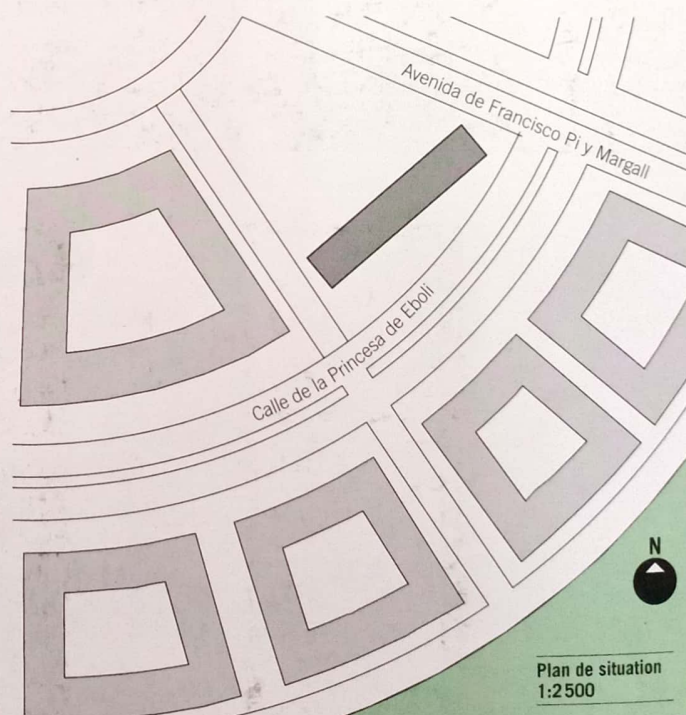 Avenida de Francisco Pi y Margall
Calle de la Princesa de Eboli
N
Plan de situation
1:2500